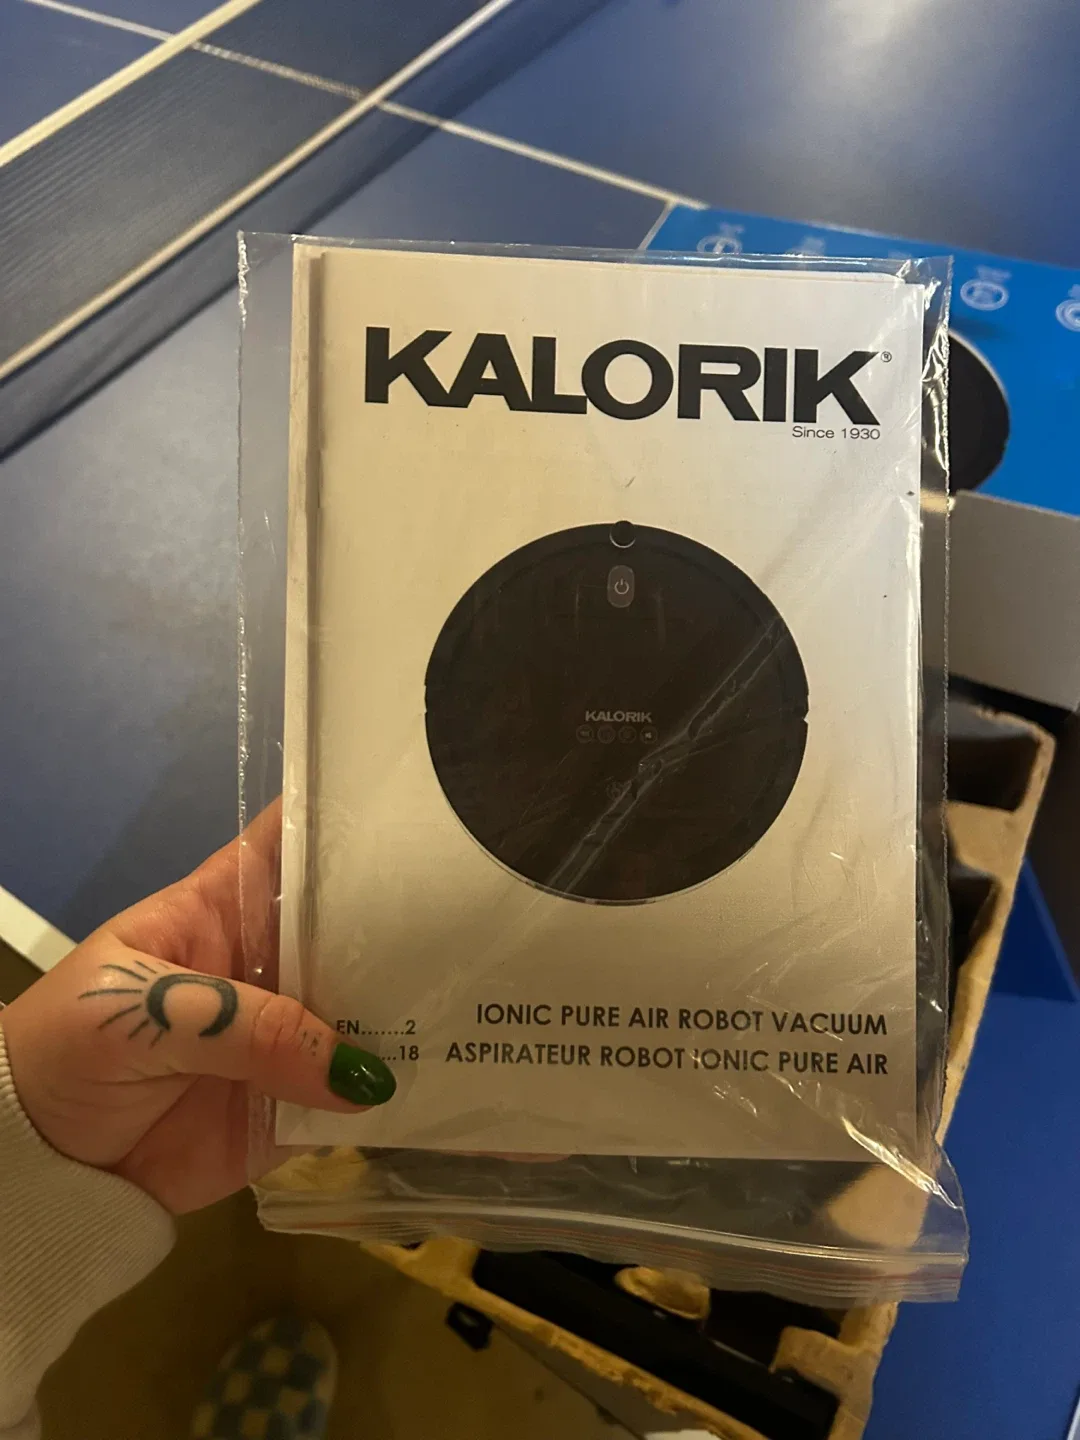 KALORIK®
Since 1930
KALORIK
EN.......2
IONIC PURE AIR ROBOT VACUUM
...18
ASPIRATEUR ROBOT IONIC PURE AIR